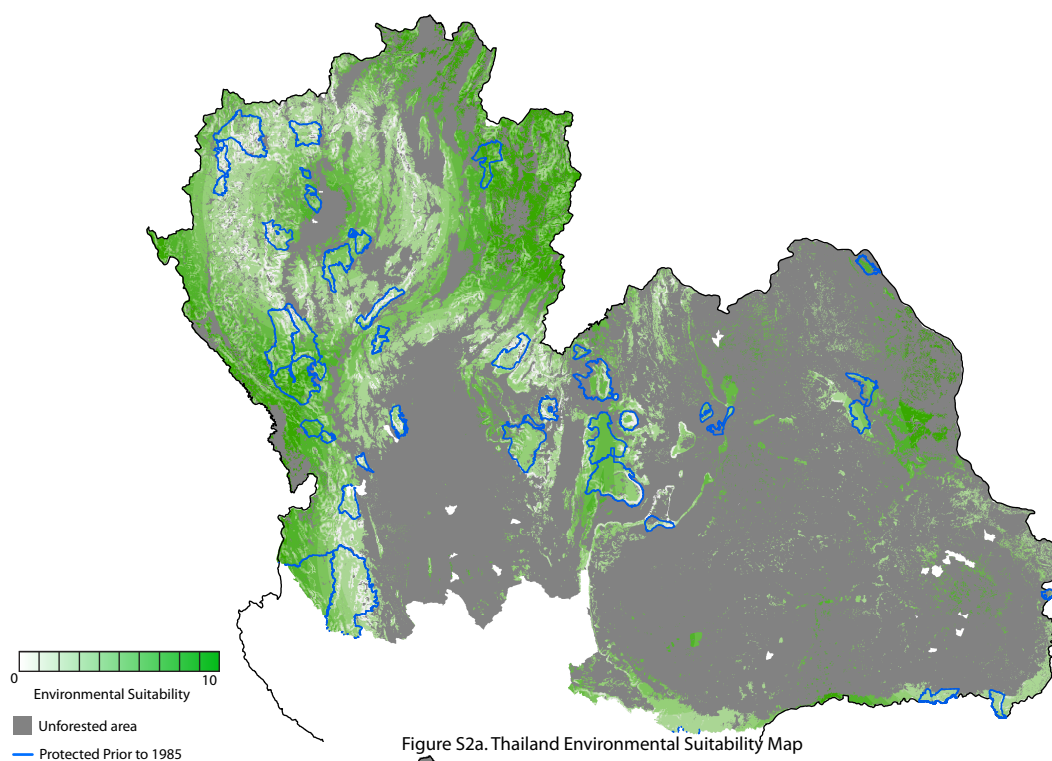 0 10
Environmental Suitability
Unforested area
Protected Prior to 1985
Figure S2a. Thailand Environmental Suitability Map